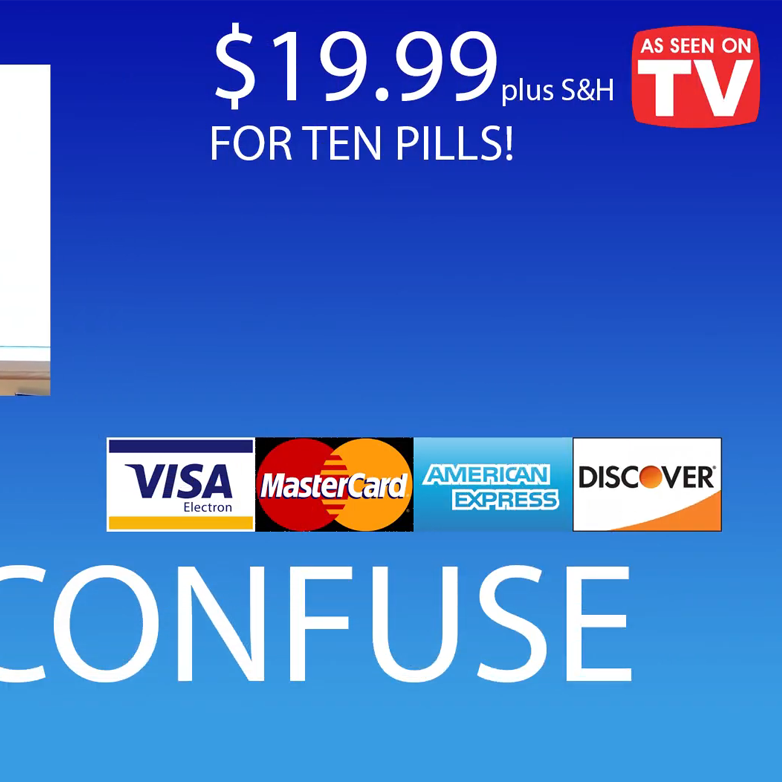 $19.99 plus S&H
AS SEEN ON
TV
FOR TEN PILLS!
VISA
Electron
MasterCard
AMERICAN
EXPRESS
DISCOVER
CONFUSE